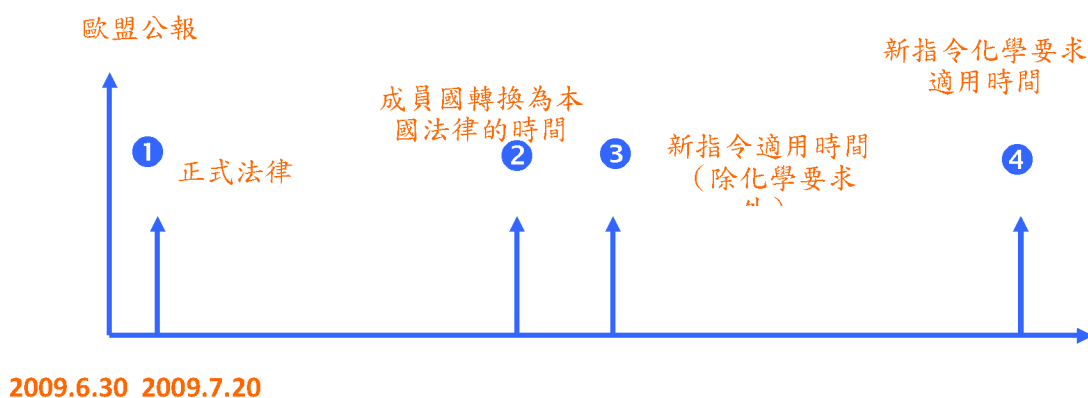 歐盟公報
新指令化學要求
適用時間
成員國轉換為本
國法律的時間
❶
正式法律
❷
❸
新指令適用時間
（除化學要求
❹
2009.6.30 2009.7.20